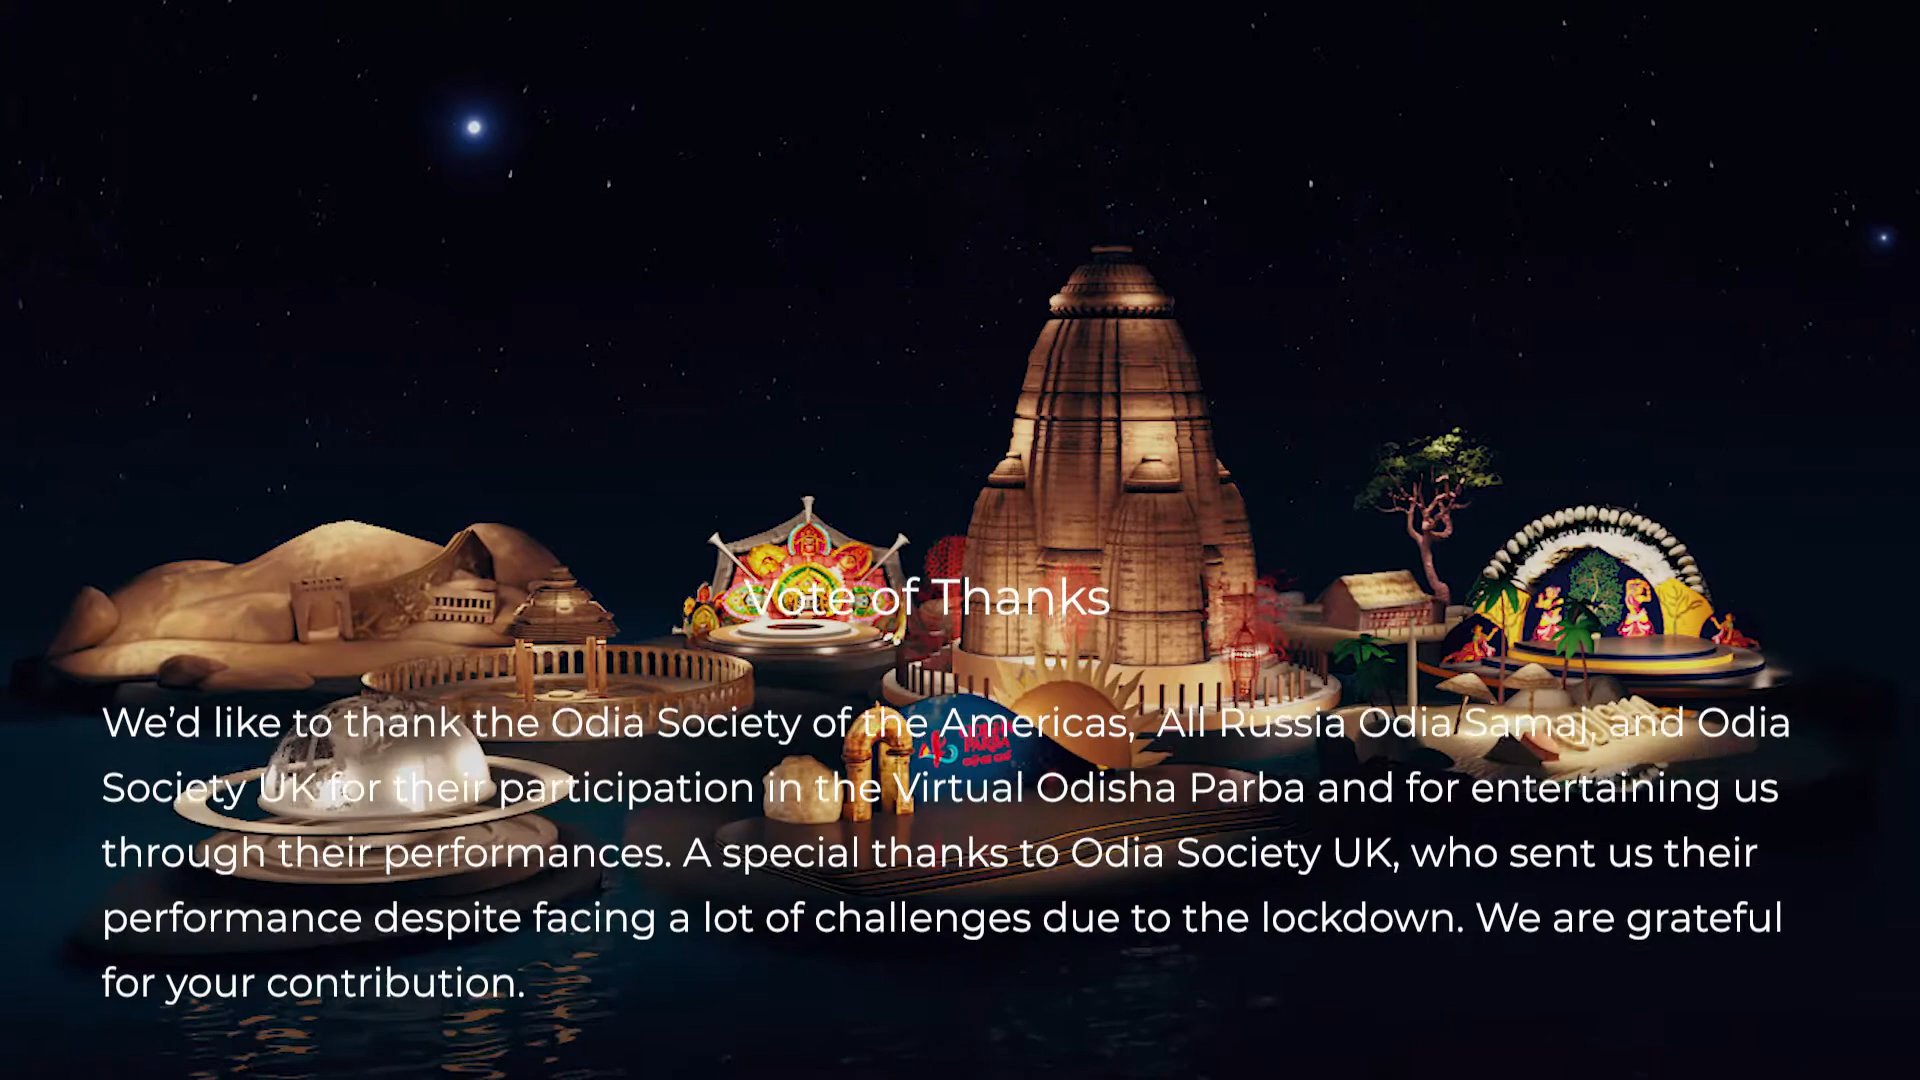 Vote of Thanks
We’d like to thank the Odia Society of the Americas, All Russia Odia Samaj, and Odia
Society UK for their participation in the Virtual Odisha Parba and for entertaining us
through their performances. A special thanks to Odia Society UK, who sent us their
performance despite facing a lot of challenges due to the lockdown. We are grateful
for your contribution.